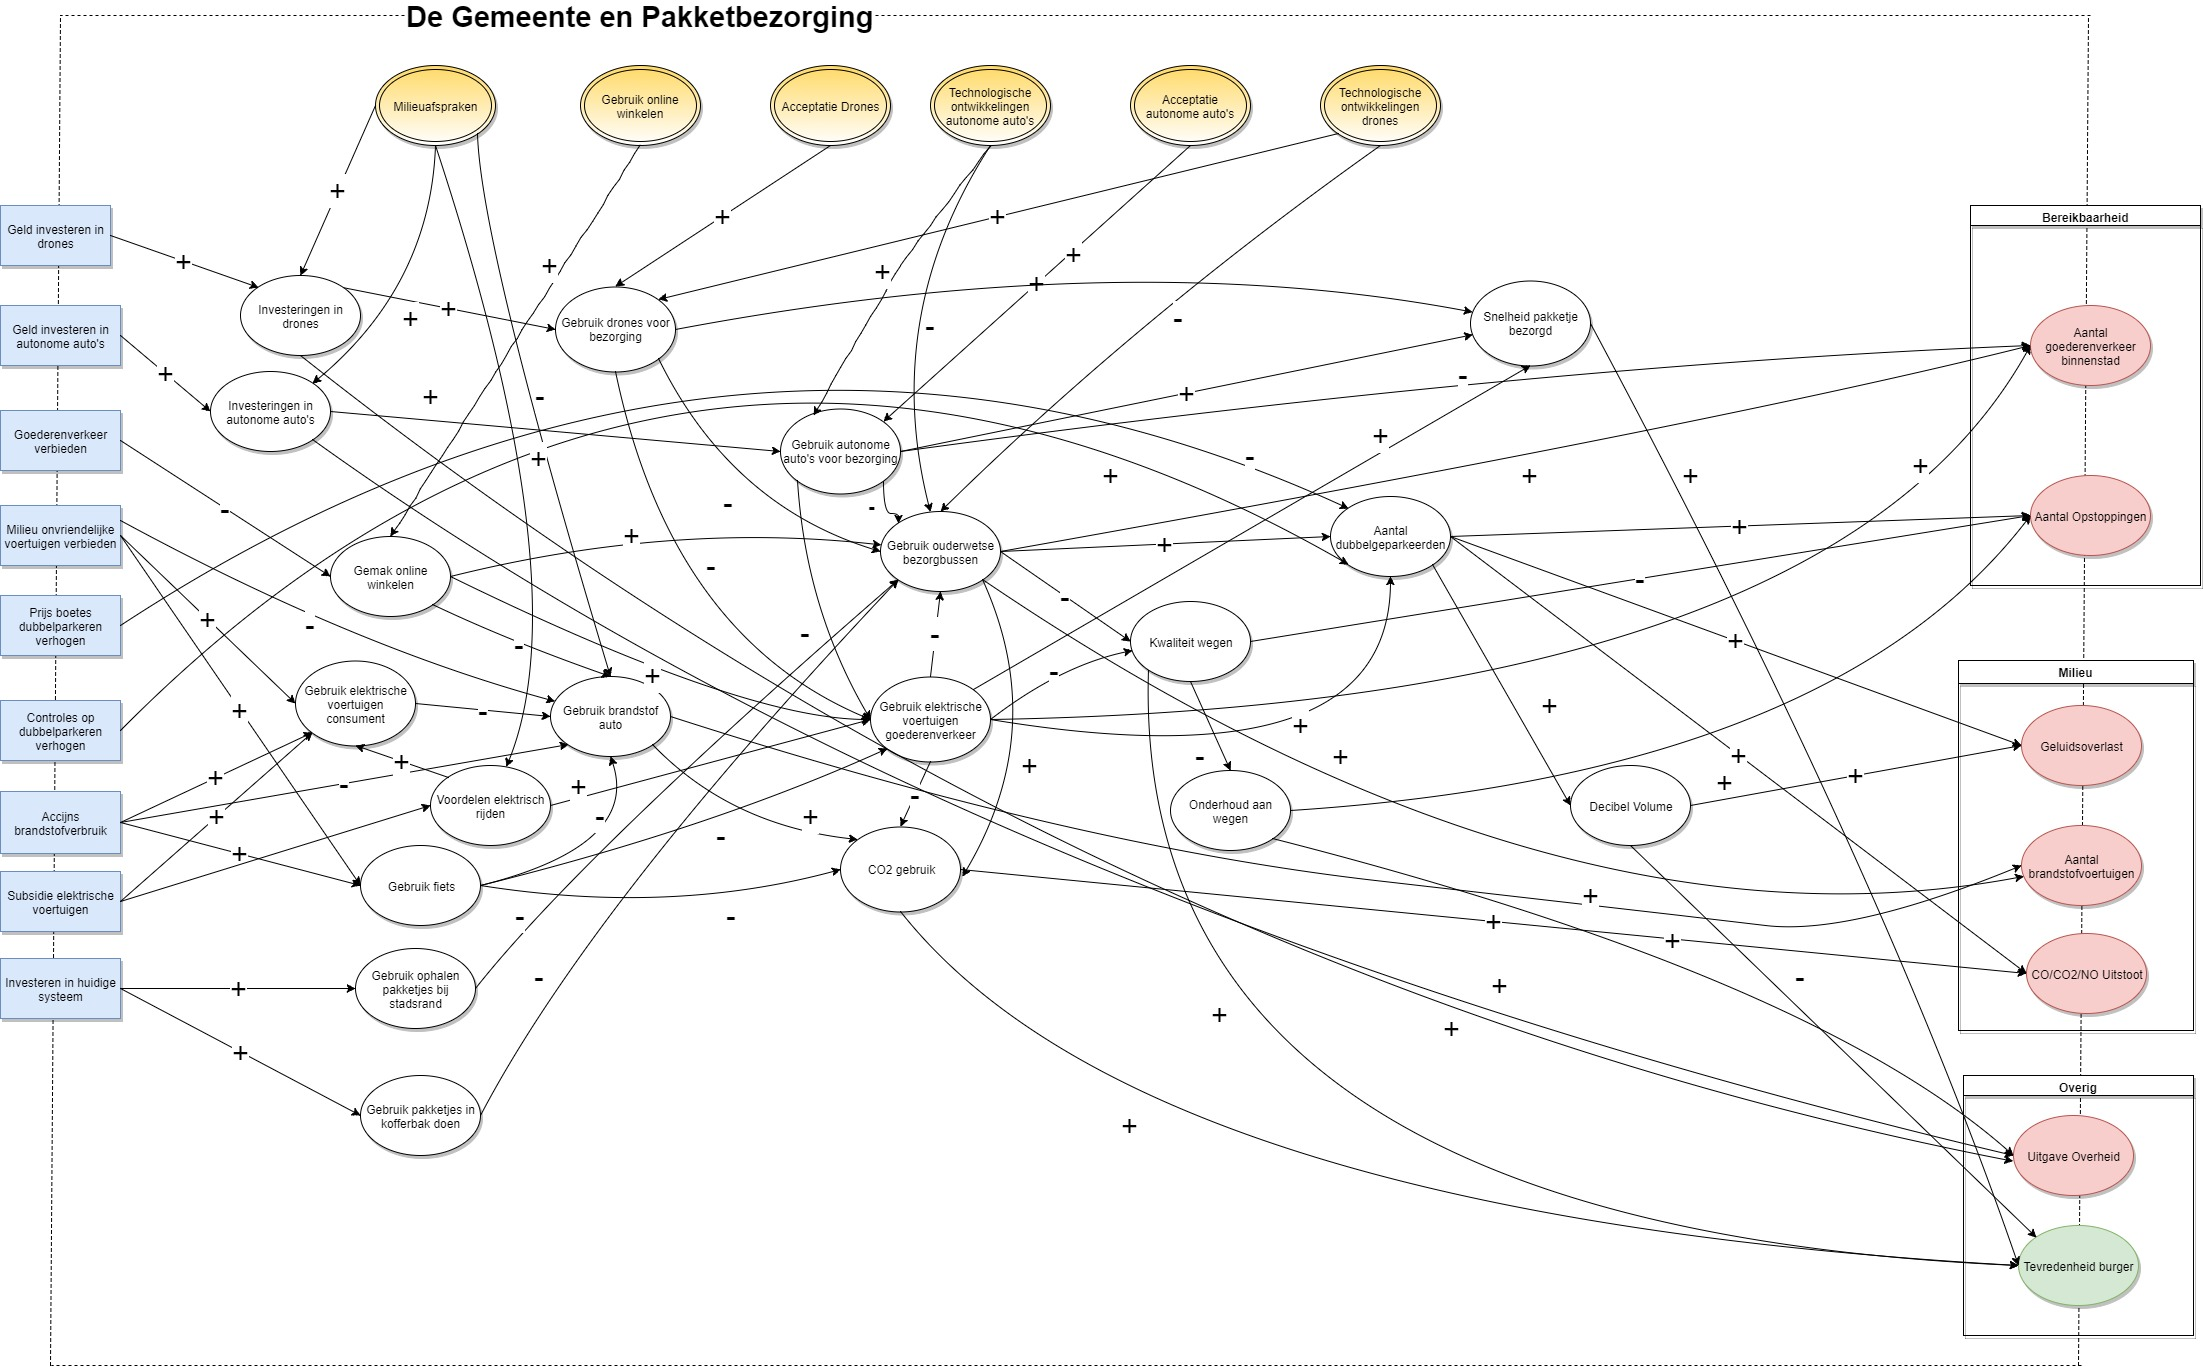 De Gemeente en Pakketbezorging
Milieuafspraken
Gebruik online
winkelen
Acceptatie Drones
Technologische
ontwikkelingen
autonome auto's
Acceptatie
autonome auto's
Technologische
ontwikkelingen
drones
Geld investeren in
drones
Geld investeren in
autonome auto's
Goederenverkeer
verbieden
Milieu onvriendelijke
voertuigen verbieden
Prijs boetes
dubbelparkeren
verhogen
Controles op
dubbelparkeren
verhogen
Accijns
brandstofverbruik
Subsidie elektrische
voertuigen
Investeren in huidige
systeem
Investeringen in
drones
Investeringen in
autonome auto's
Gemak online
winkelen
Gebruik elektrische
voertuigen
consument
Voordelen elektrisch
rijden
Gebruik fiets
Gebruik ophalen
pakketjes bij
stadsrand
Gebruik pakketjes in
kofferbak doen
Gebruik drones voor
bezorging
Gebruik brandstof
auto
Gebruik autonome
auto's voor bezorging
Gebruik ouderwetse
bezorgbussen
Gebruik elektrische
voertuigen
goederenverkeer
CO2 gebruik
Snelheid pakketje
bezorgd
Aantal
dubbelgeparkeerden
Kwaliteit wegen
Onderhoud aan
wegen
Decibel Volume
Bereikbaarheid
Aantal
goederenverkeer
binnenstad
Aantal Opstoppingen
Milieu
Geluidsoverlast
Aantal
brandstofvoertuigen
CO/CO2/NO Uitstoot
Overig
Uitgave Overheid
Tevredenheid burger